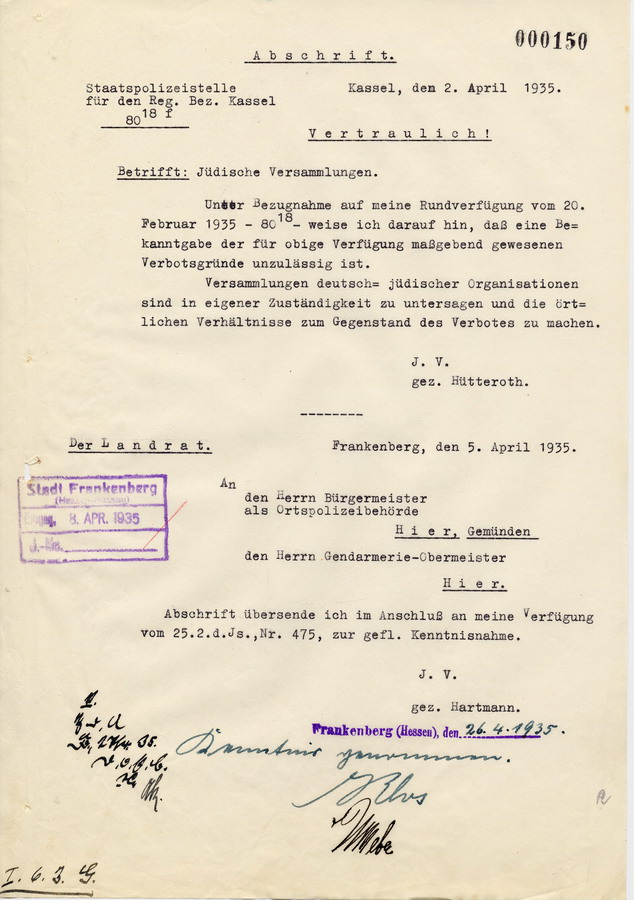 000150
Abschrift.
Staatspolizeistelle
für den Reg. Bez. Kassel
80 18 f
Kassel, den 2. April 1935.
Vertraulich!
Betrifft: Jüdische Versammlungen.
Unter Bezugnahme auf meine Rundverfügung vom 20.
Februar 1935 - 80 18 - weise ich darauf hin, daß eine Be=
kanntgabe der für obige Verfügung maßgebend gewesenen
Verbotsgründe unzulässig ist.
Versammlungen deutsch= jüdischer Organisationen
sind in eigener Zuständigkeit zu untersagen und die ört=
lichen Verhältnisse zum Gegenstand des Verbotes zu machen.
J. V.
gez. Hütteroth.
--------
Der Landrat.
Frankenberg, den 5. April 1935.
Stadt Frankenberg
8. APR. 1935
J.-No.
An
den Herrn Bürgermeister
als Ortspolizeibehörde
Hier, Gemünden
den Herrn Gendarmerie-Obermeister
Hier.
Abschrift übersende ich im Anschluß an meine Verfügung
vom 25.2.d.Js.,Nr. 475, zur gefl. Kenntnisnahme.
J. V.
gez. Hartmann.
Frankenberg (Hessen), den 26.4.1935.
Kenntnis genommen.
I. 6. 3. G.